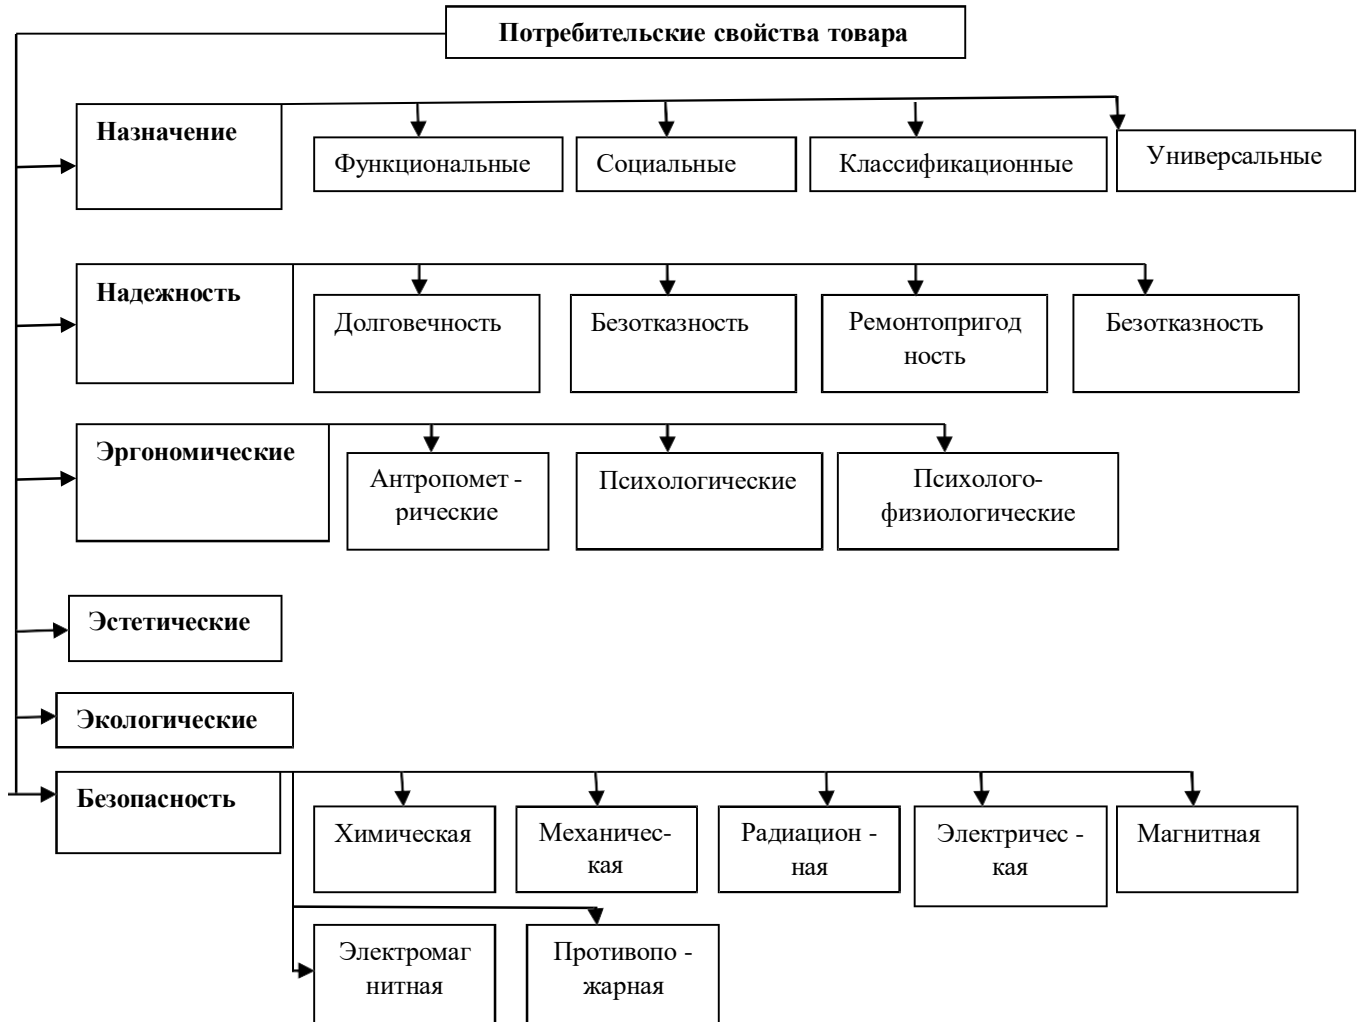 Потребительские свойства товара
Назначение
Функциональные
Социальные
Классификационные
Универсальные
Надежность
Долговечность
Безотказность
Ремонтопригод
ность
Безотказность
Эргономические
Антропомет -
рические
Психологические
Психолого-
физиологические
Эстетические
Экологические
Безопасность
Химическая
Механичес-
кая
Радиацион -
ная
Электричес -
кая
Магнитная
Электромаг
нитная
Противопо -
жарная